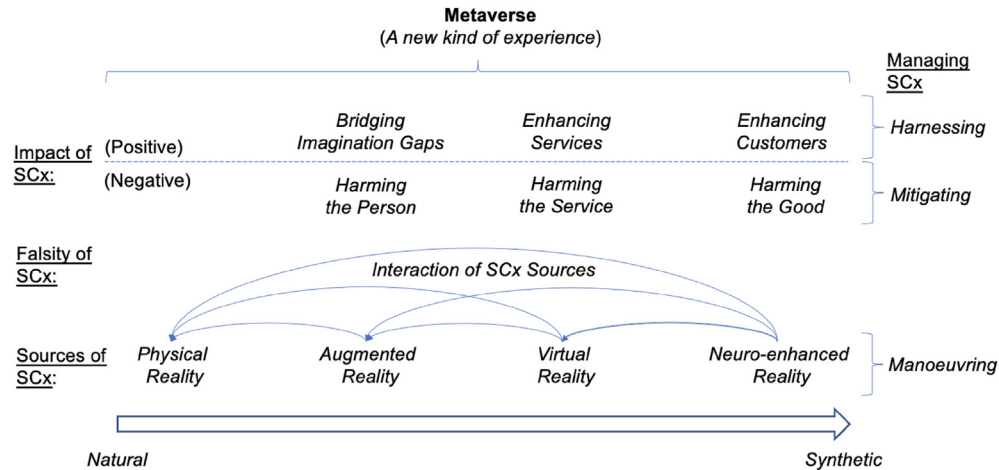 Metaverse
(A new kind of experience)
Managing
SCx
Impact of
SCx:
(Positive)
(Negative)
Bridging
Imagination Gaps
Enhancing
Services
Enhancing
Customers
Harnessing
Harming
the Person
Harming
the Service
Harming
the Good
Mitigating
Falsity of
SCx:
Interaction of SCx Sources
Sources of
SCx:
Physical
Reality
Augmented
Reality
Virtual
Reality
Neuro-enhanced
Reality
Manoeuvring
Natural
Synthetic